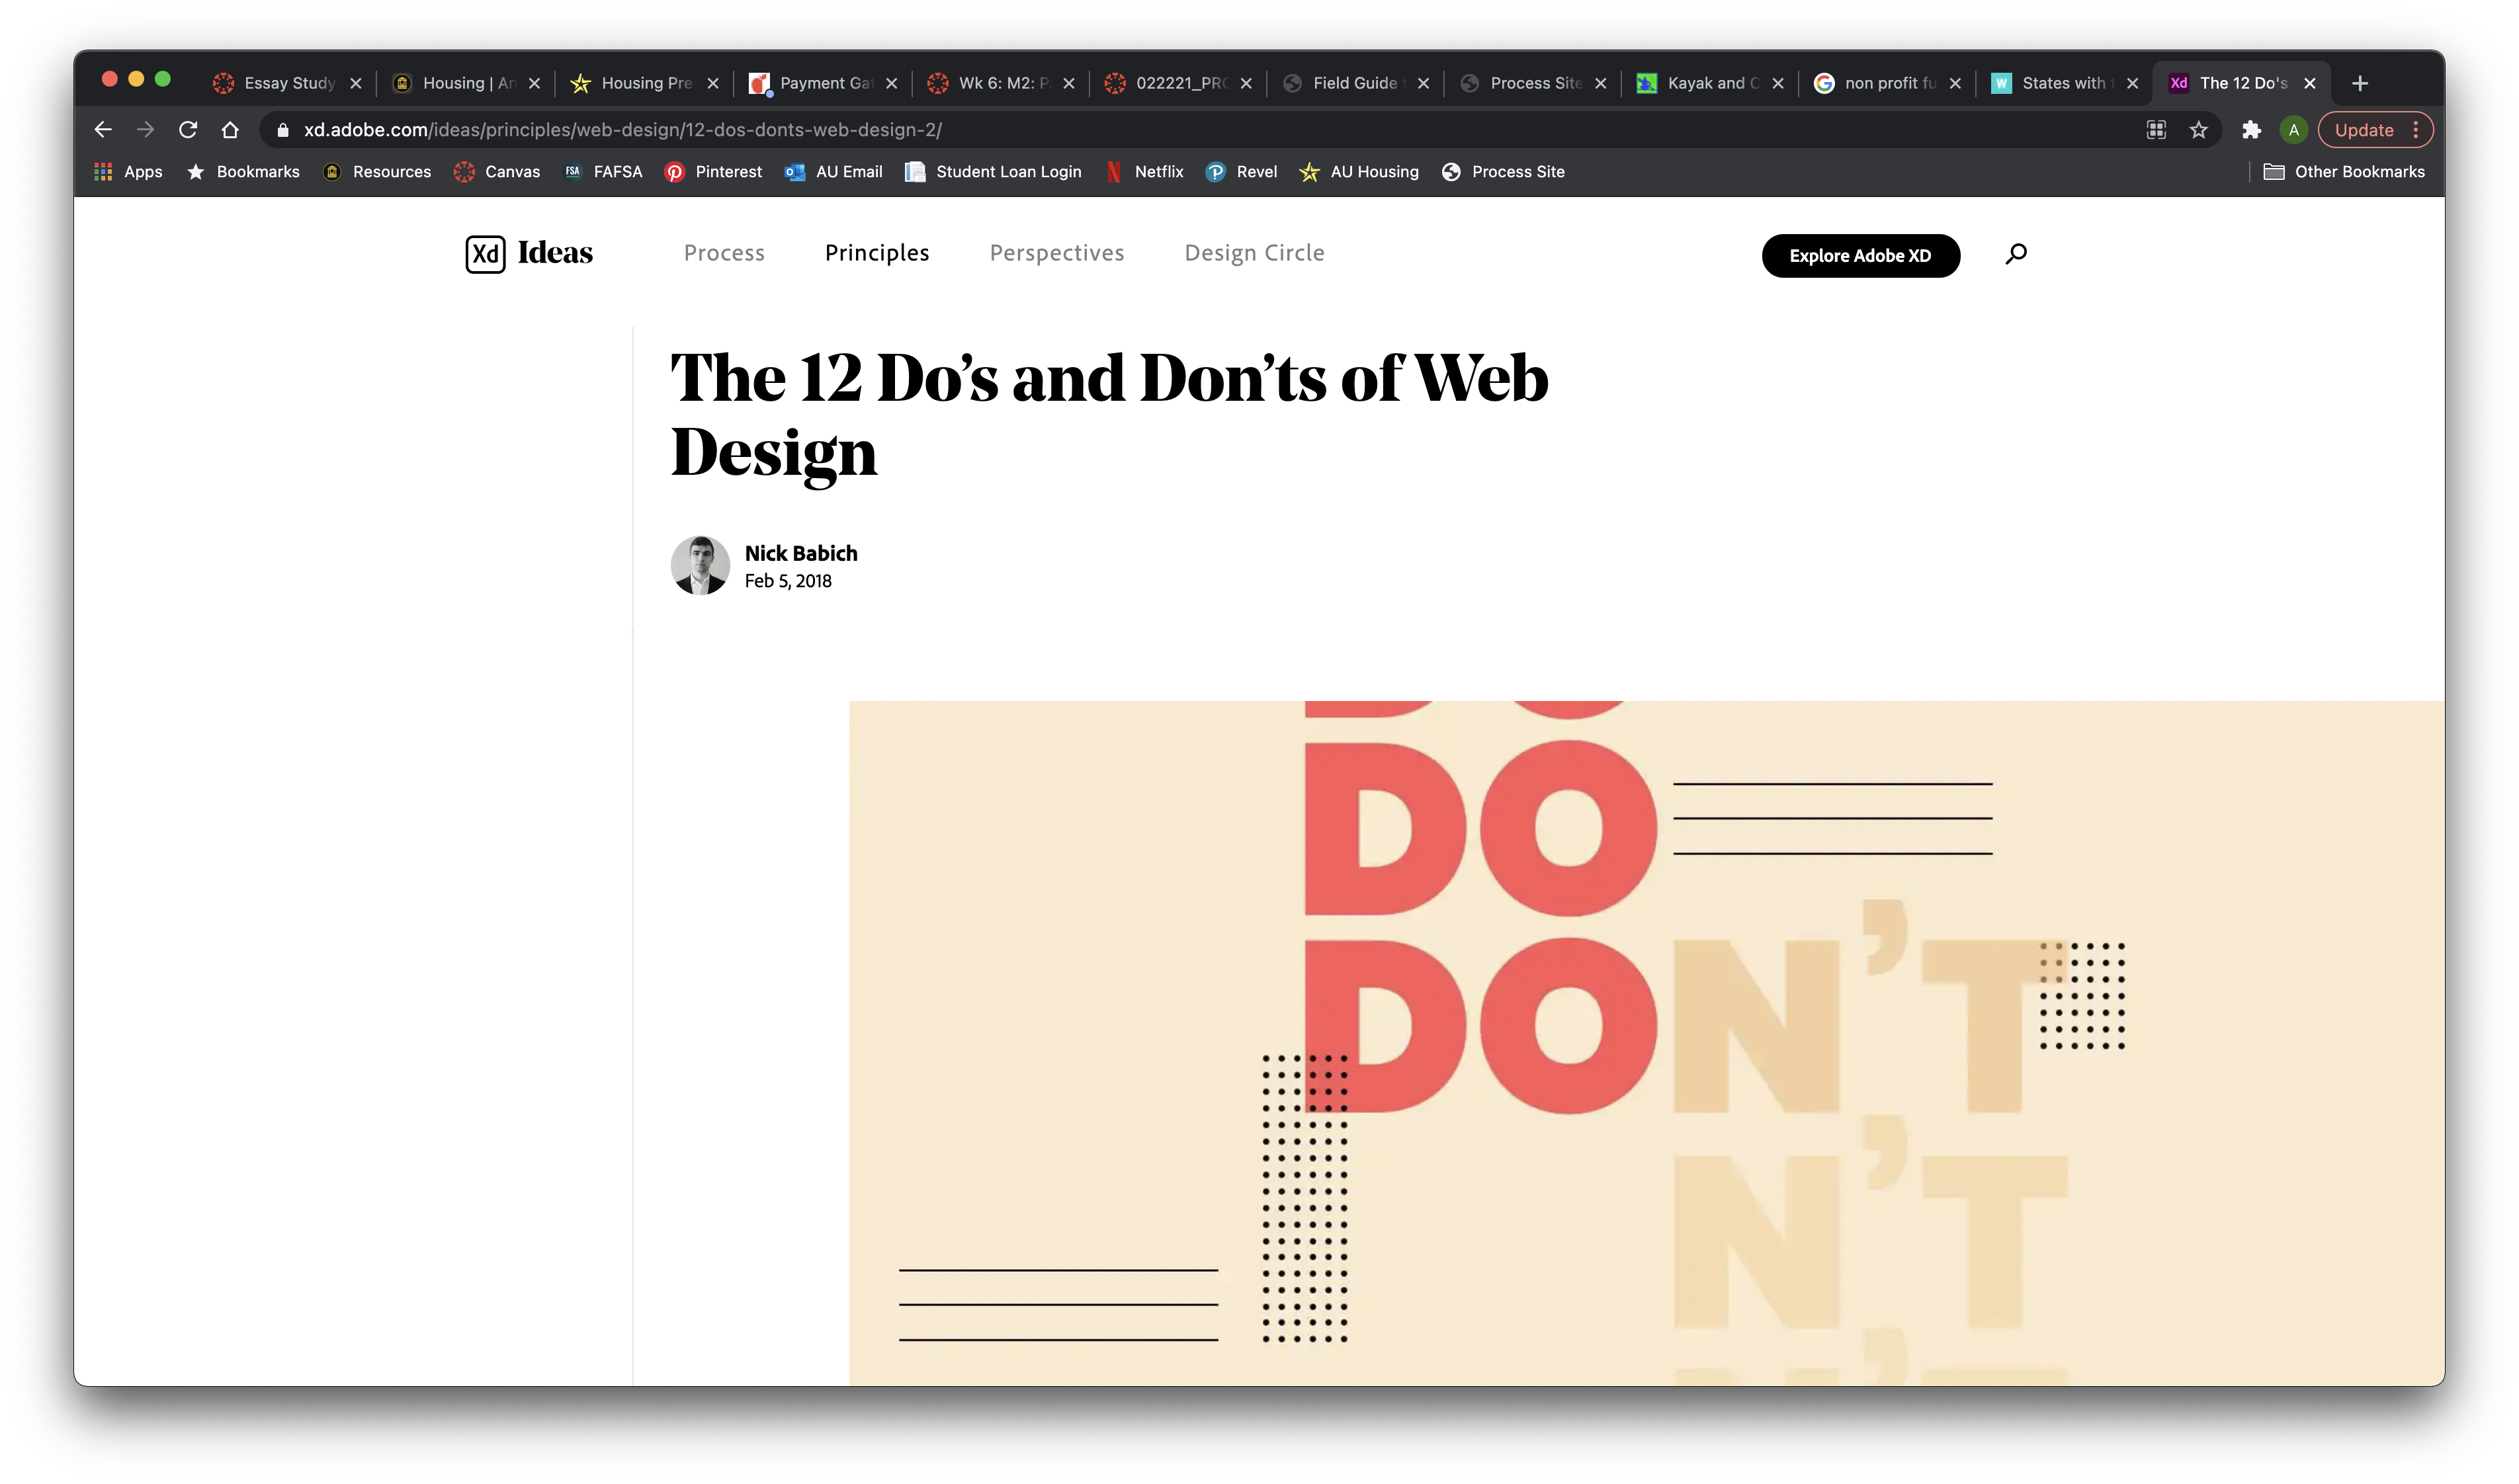 Essay Study
Housing | An
Housing Pre
Payment Ga
Wk 6: M2: P
022221_PRO
Field Guide
Process Site
Kayak and C
non profit fu
States with
The 12 Do's
xd.adobe.com/ideas/principles/web-design/12-dos-donts-web-design-2/
A
Update
Apps
Bookmarks
Resources
Canvas
FSA
FAFSA
Pinterest
AU Email
Student Loan Login
Netflix
Revel
AU Housing
Process Site
Other Bookmarks
Xd Ideas
Process
Principles
Perspectives
Design Circle
Explore Adobe XD
The 12 Do’s and Don’ts of Web
Design
Nick Babich
Feb 5, 2018
DO
DO
DON’T
N’T
N’T